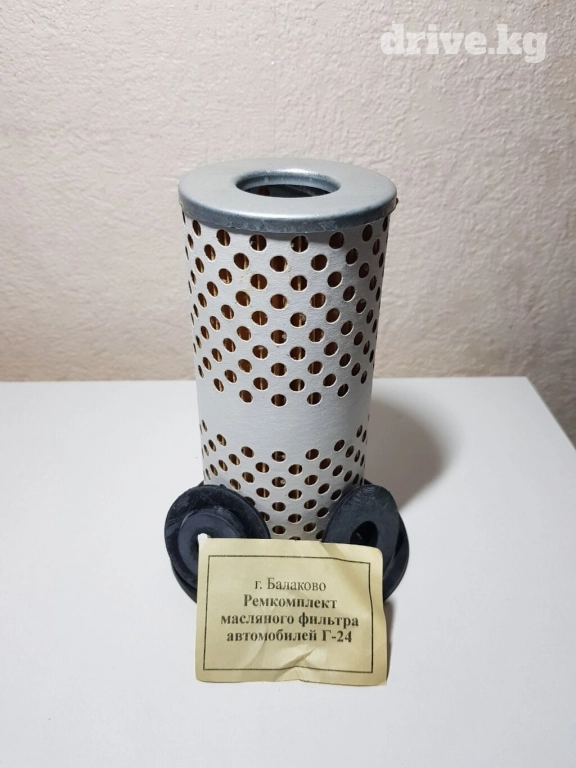 drive.kg
г. Балаково
Ремкомплект
масляного фильтра
автомобилей Г-24